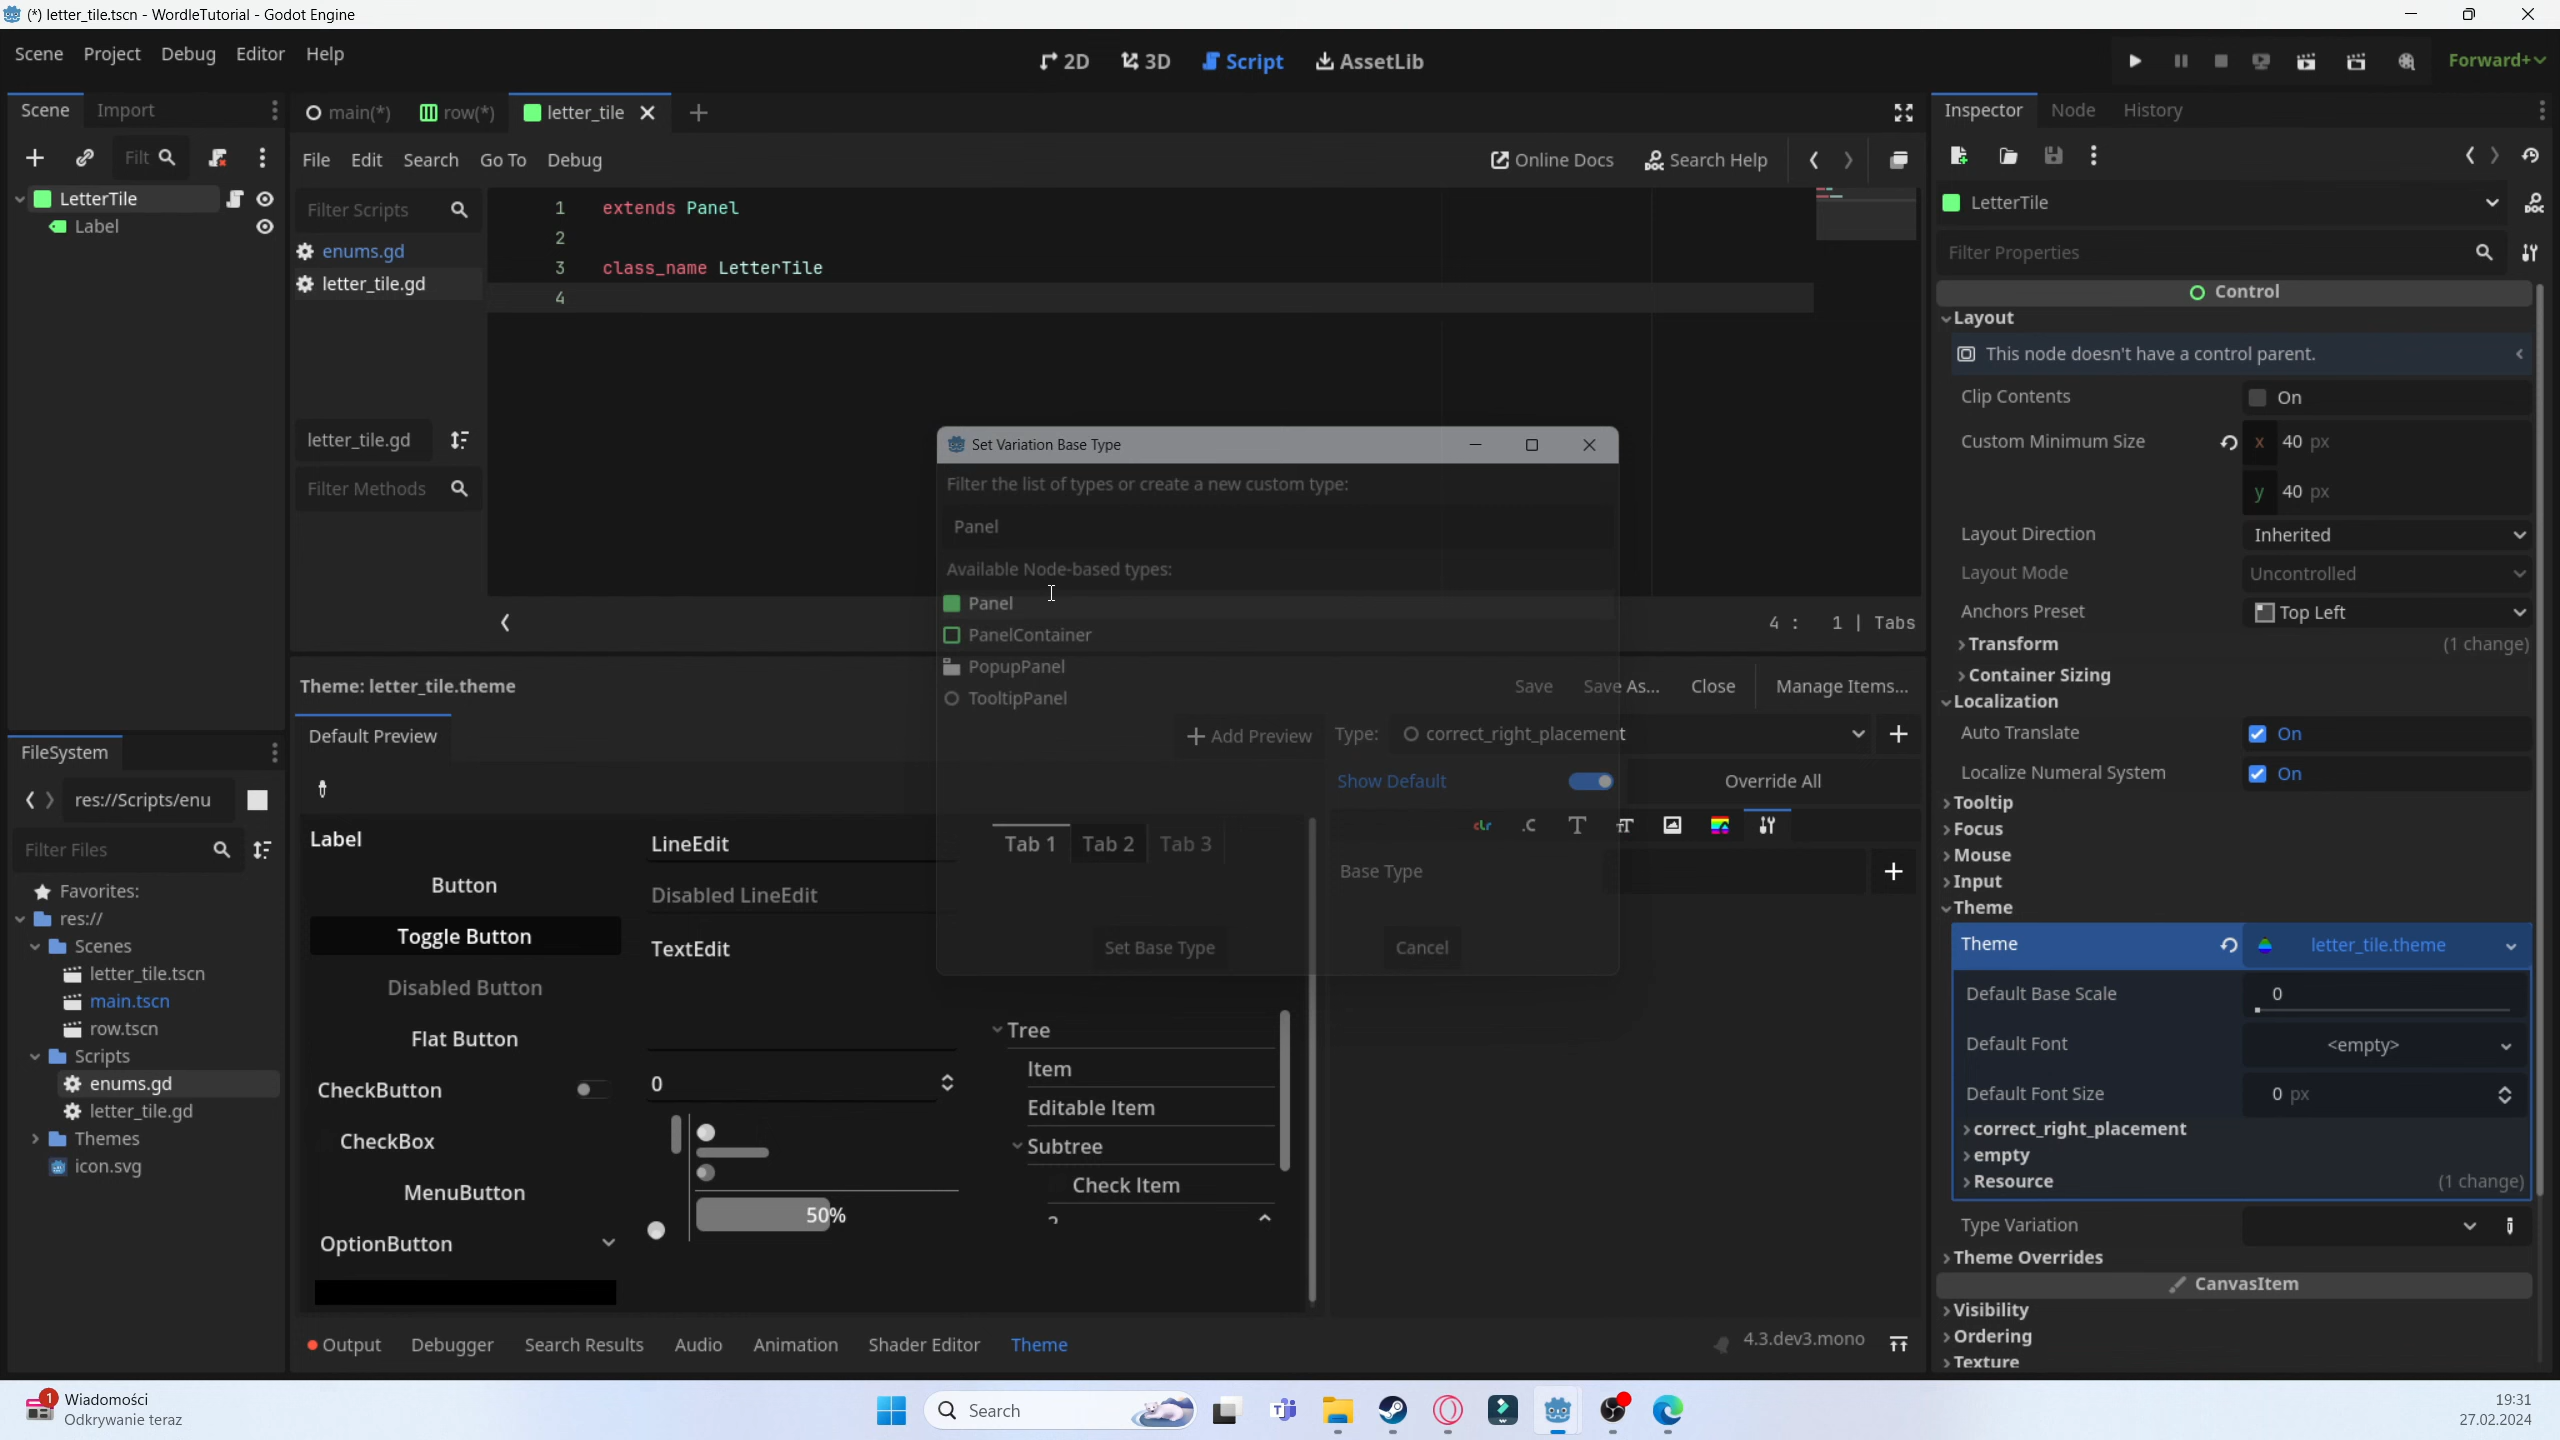 (*) letter_tile.tscn - WordleTutorial - Godot Engine
Scene Project Debug Editor Help
2D 3D Script AssetLib
Forward+
Scene Import
main(*) row(*) letter_tile
Inspector Node History
Filt
File Edit Search Go To Debug
Online Docs Search Help
LetterTile
Label
Filter Scripts
enums.gd
letter_tile.gd
1 extends Panel
2
3 class_name LetterTile
4
letter_tile.gd
Filter Methods
4 : 1 | Tabs
LetterTile
Filter Properties
Control
Layout
This node doesn't have a control parent.
Clip Contents On
Custom Minimum Size x 40 px
y 40 px
Layout Direction Inherited
Layout Mode Uncontrolled
Anchors Preset Top Left
Transform (1 change)
Container Sizing
Localization
Auto Translate On
Localize Numeral System On
Tooltip
Focus
Mouse
Input
Theme
Theme letter_tile.theme
Default Base Scale 0
Default Font <empty>
Default Font Size 0 px
correct_right_placement
empty
Resource (1 change)
Type Variation
Theme Overrides
CanvasItem
Visibility
Ordering
Texture
Set Variation Base Type
Filter the list of types or create a new custom type:
Panel
Available Node-based types:
Panel
PanelContainer
PopupPanel
TooltipPanel
Set Base Type Cancel
Theme: letter_tile.theme
Save Save As... Close Manage Items...
Default Preview
Add Preview Type: correct_right_placement
Show Default Override All
clr .C T TT
Base Type
Label
Button
Toggle Button
Disabled Button
Flat Button
CheckButton
CheckBox
MenuButton
OptionButton
LineEdit
Disabled LineEdit
TextEdit
0
50%
Tab 1 Tab 2 Tab 3
Tree
Item
Editable Item
Subtree
Check Item
FileSystem
res://Scripts/enu
Filter Files
Favorites:
res://
Scenes
letter_tile.tscn
main.tscn
row.tscn
Scripts
enums.gd
letter_tile.gd
Themes
icon.svg
Output Debugger Search Results Audio Animation Shader Editor Theme
4.3.dev3.mono
1
Wiadomości
Odkrywanie teraz
Search
19:31
27.02.2024